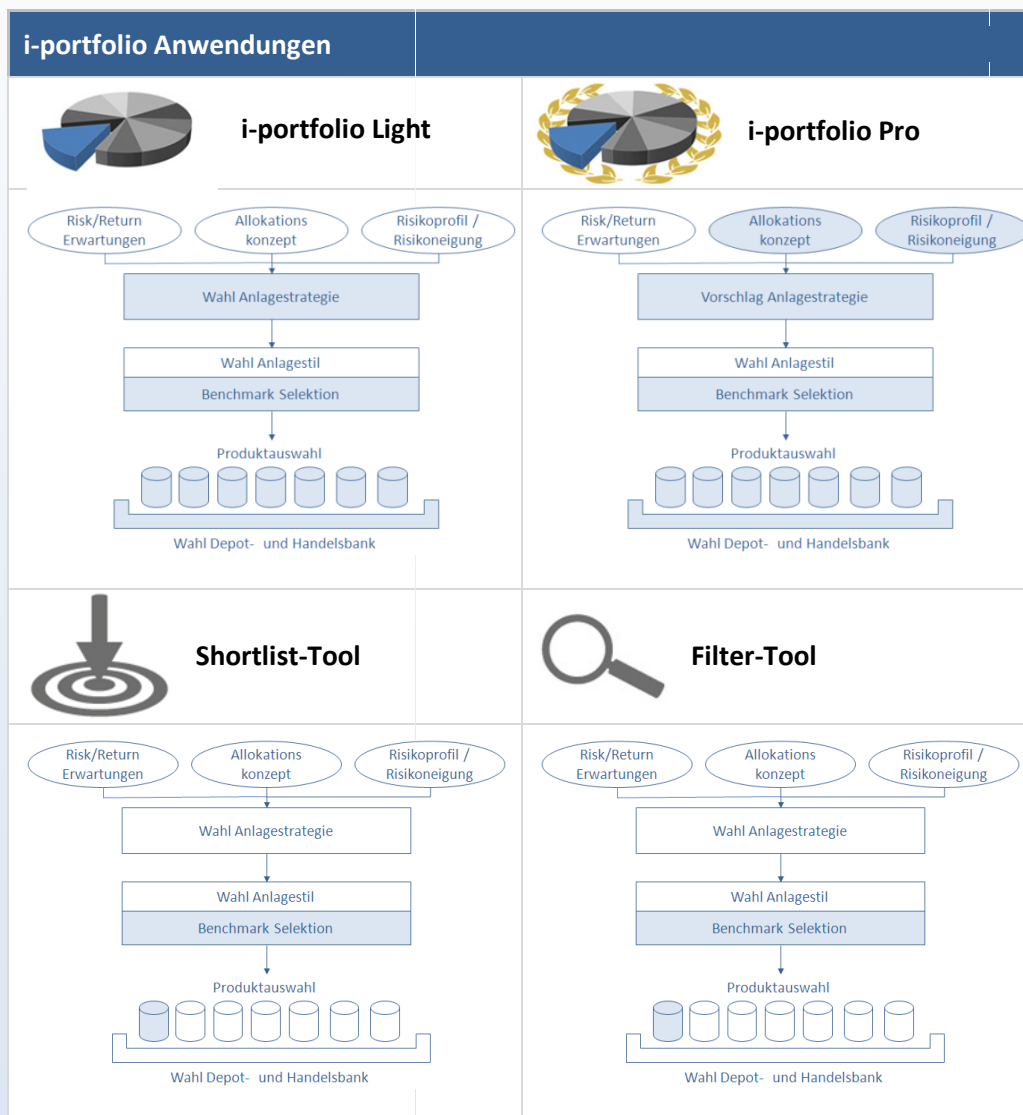 i-portfolio Anwendungen
i-portfolio Light
i-portfolio Pro
Risk/Return
Erwartungen
Allokations
konzept
Risikoprofil /
Risikoneigung
Wahl Anlagestrategie
Wahl Anlagestil
Benchmark Selektion
Produktauswahl
Wahl Depot- und Handelsbank
Risk/Return
Erwartungen
Allokations
konzept
Risikoprofil /
Risikoneigung
Vorschlag Anlagestrategie
Wahl Anlagestil
Benchmark Selektion
Produktauswahl
Wahl Depot- und Handelsbank
Shortlist-Tool
Filter-Tool
Risk/Return
Erwartungen
Allokations
konzept
Risikoprofil /
Risikoneigung
Wahl Anlagestrategie
Wahl Anlagestil
Benchmark Selektion
Produktauswahl
Wahl Depot- und Handelsbank
Risk/Return
Erwartungen
Allokations
konzept
Risikoprofil /
Risikoneigung
Wahl Anlagestrategie
Wahl Anlagestil
Benchmark Selektion
Produktauswahl
Wahl Depot- und Handelsbank